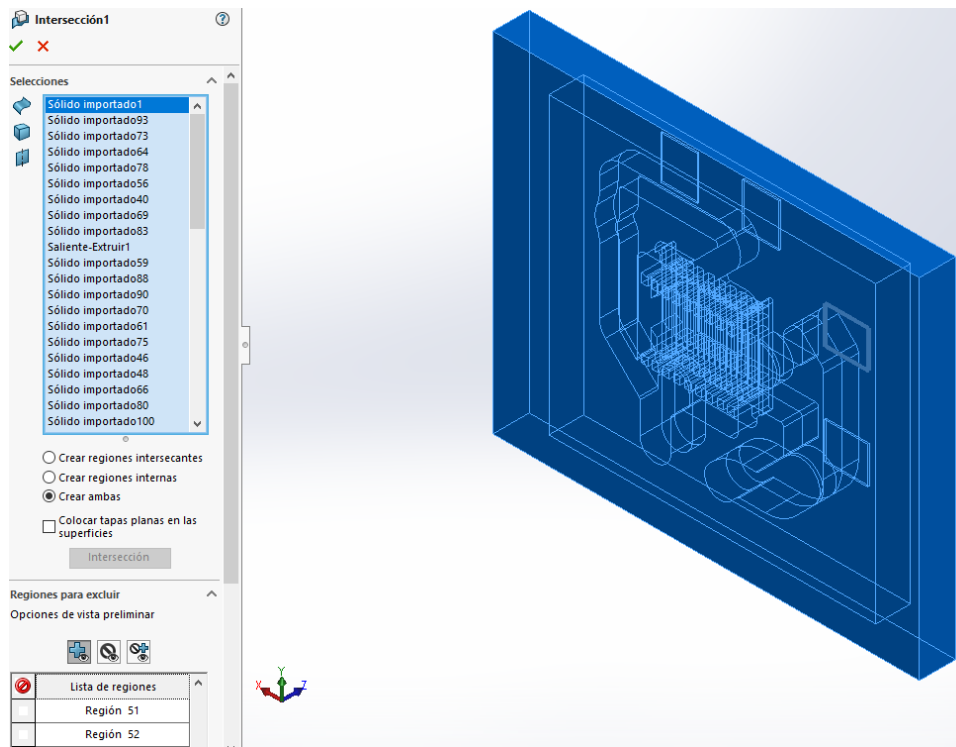 Intersección1
Selecciones
Sólido importado1
Sólido importado93
Sólido importado73
Sólido importado64
Sólido importado78
Sólido importado56
Sólido importado40
Sólido importado69
Sólido importado83
Saliente-Extruir1
Sólido importado59
Sólido importado88
Sólido importado90
Sólido importado70
Sólido importado61
Sólido importado75
Sólido importado46
Sólido importado48
Sólido importado66
Sólido importado80
Sólido importado100
Crear regiones intersecantes
Crear regiones internas
Crear ambas
Colocar tapas planas en las
superficies
Intersección
Regiones para excluir
Opciones de vista preliminar
Lista de regiones
Región 51
Región 52
Y
X
Z